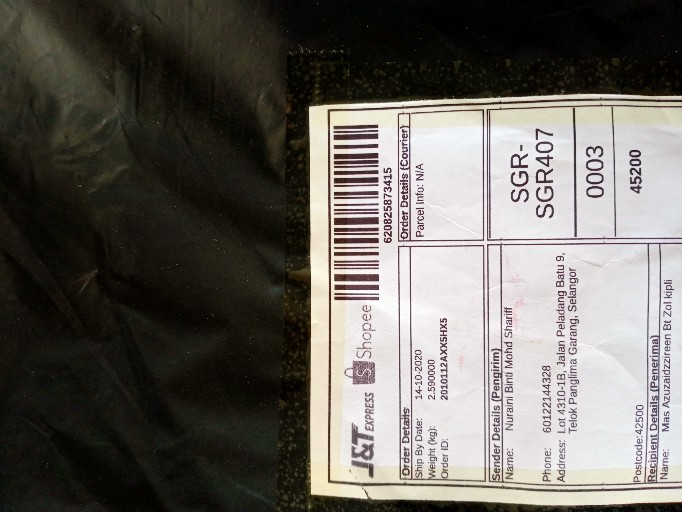 J&T EXPRESS Shopee
620825873415
Order Details
Ship By Date: 14-10-2020
Weight (kg): 2.590000
Order ID: 2010112AXX5HX5
Order Details (Courier)
Parcel Info: N/A
Sender Details (Pengirim)
Name: Nuraini Binti Mohd Shariff
Phone: 60122144328
Address: Lot 4310-1B, Jalan Peladang Batu 9,
Telok Panglima Garang, Selangor
Postcode:42500
SGR-
SGR407
0003
45200
Recipient Details (Penerima)
Name: Mas Azuzaidzzireen Bt Zol kipli